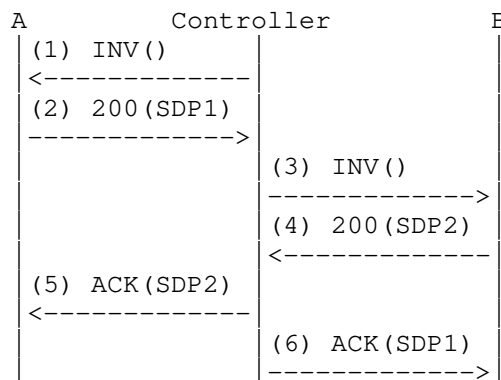 A Controller B
(1) INV()
(2) 200(SDP1)
(3) INV()
(4) 200(SDP2)
(5) ACK(SDP2)
(6) ACK(SDP1)